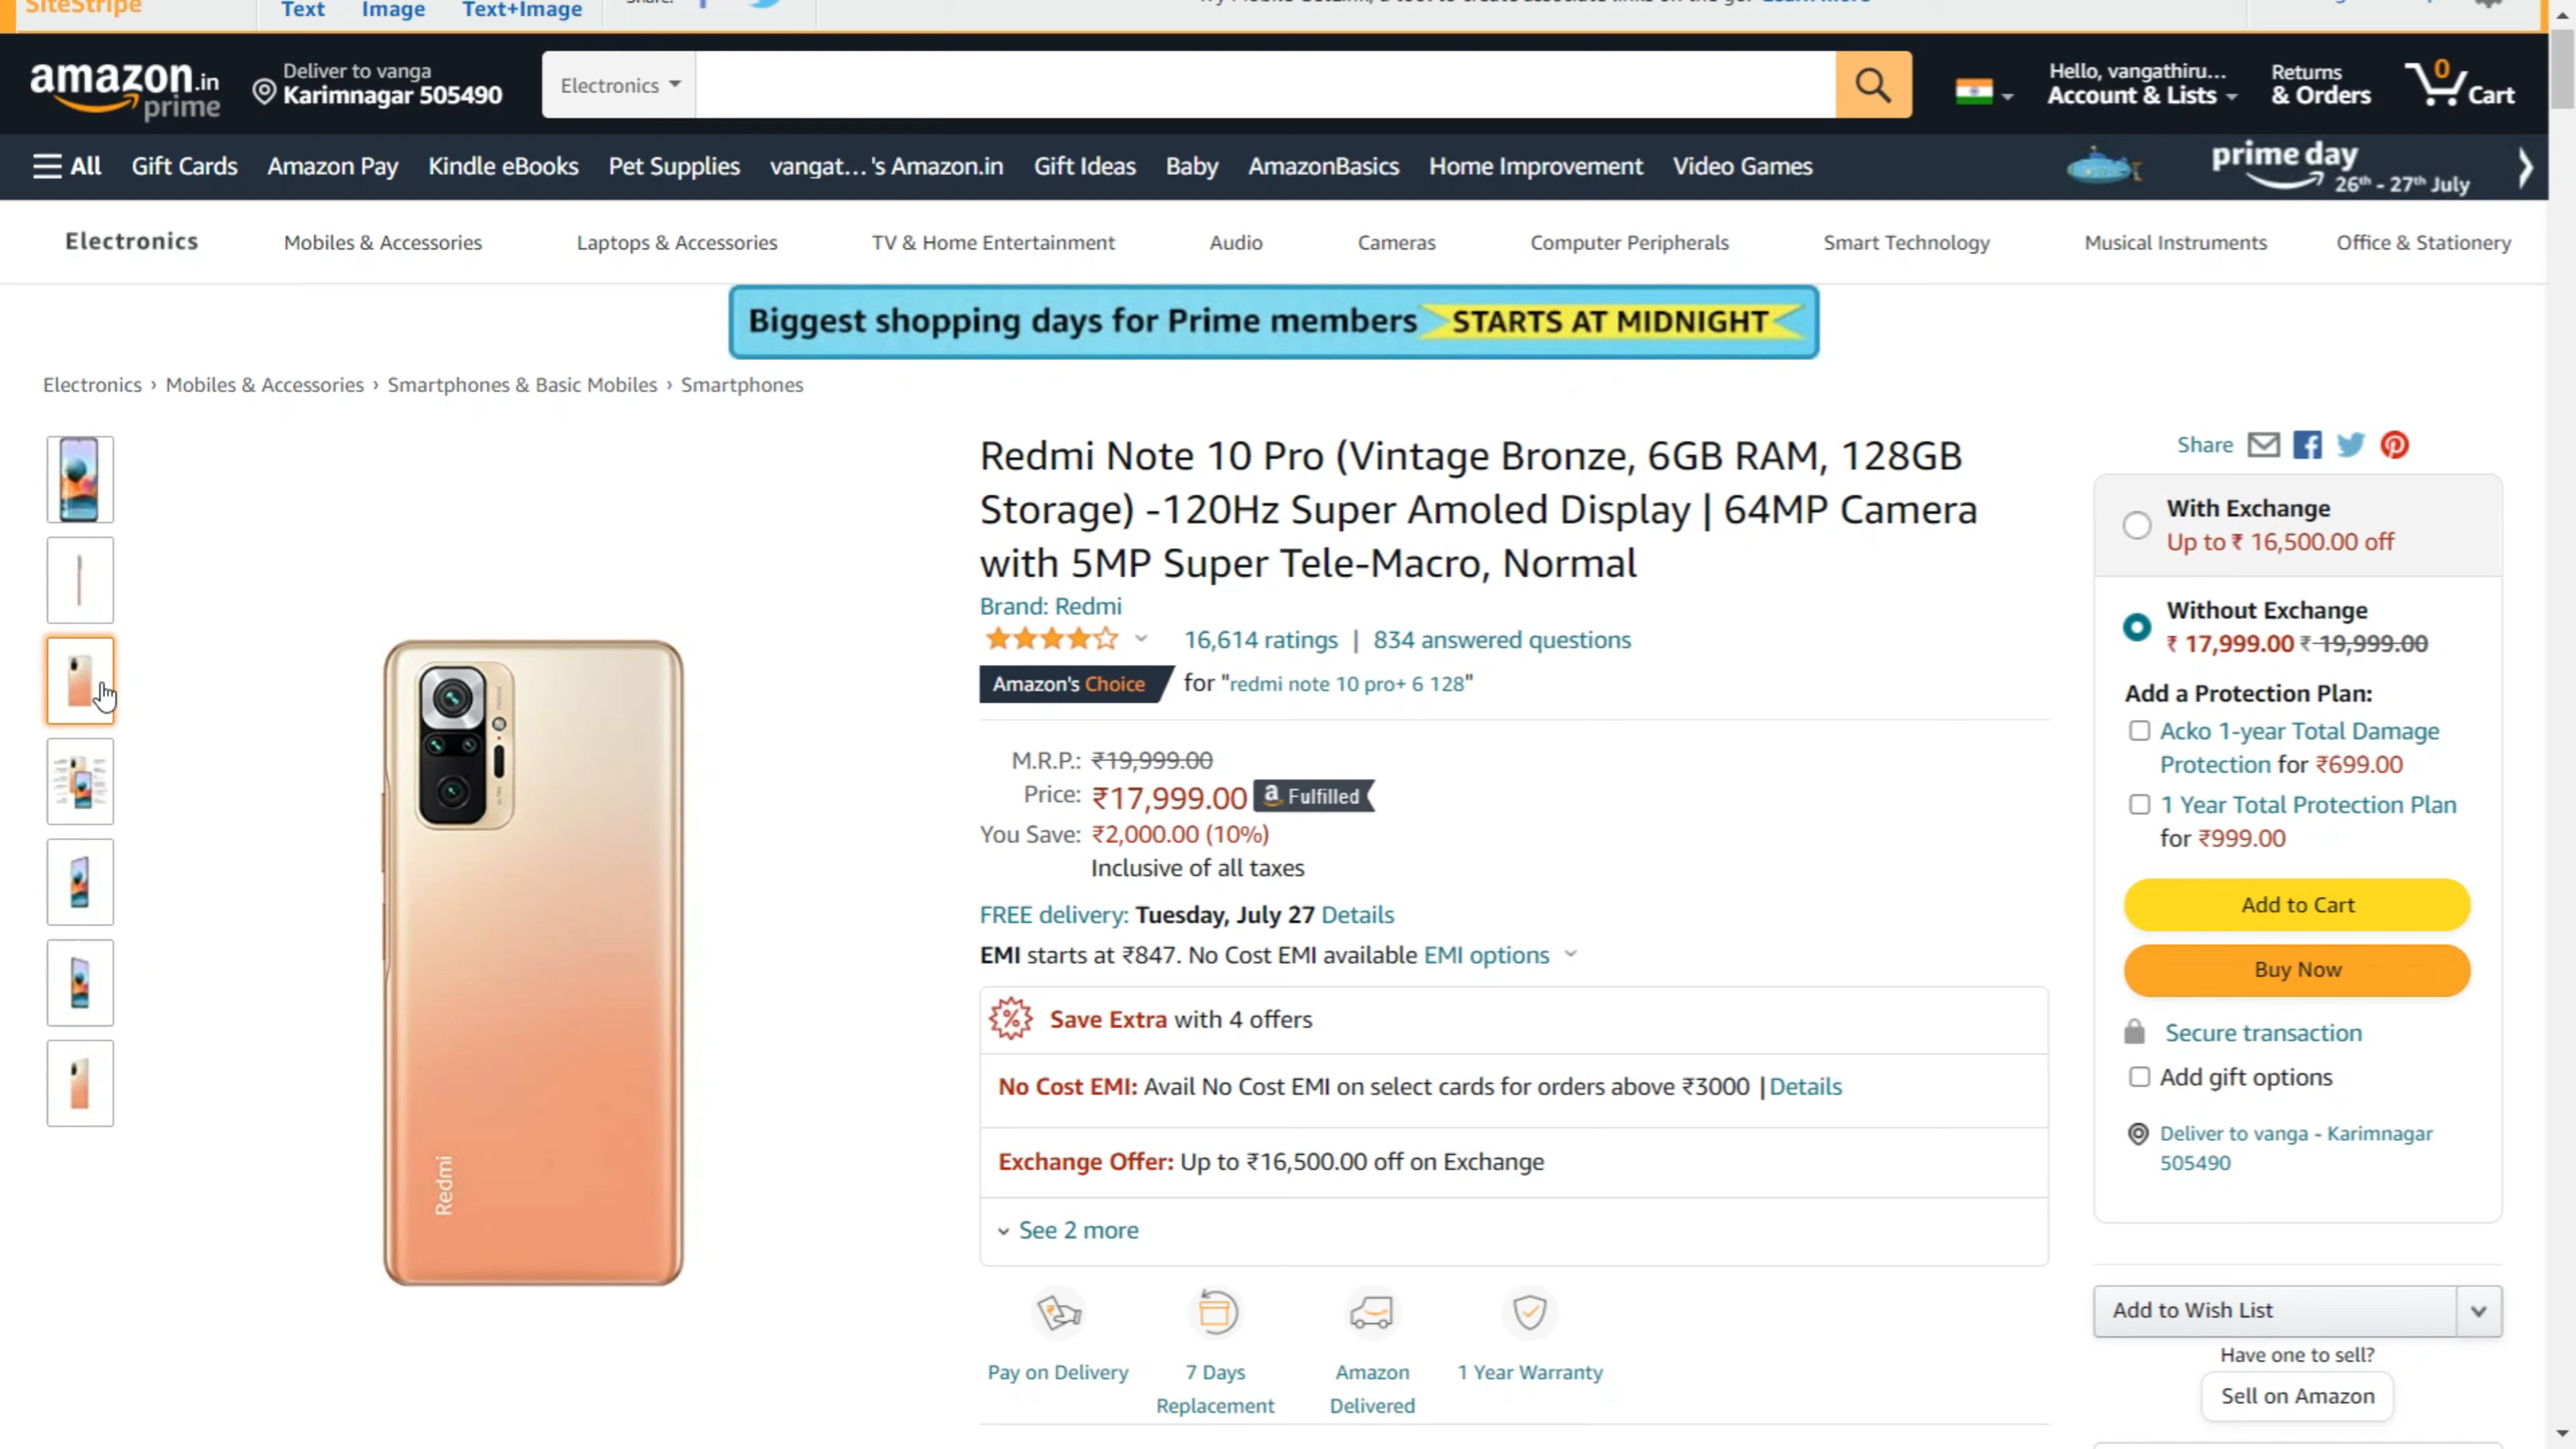 SiteStripe
Text Image Text+Image
amazon.in
prime
Deliver to vanga
Karimnagar 505490
Electronics
Hello, vangathiru...
Account & Lists
Returns
& Orders
0
Cart
All Gift Cards Amazon Pay Kindle eBooks Pet Supplies vangat... 's Amazon.in Gift Ideas Baby AmazonBasics Home Improvement Video Games
prime day
26th - 27th July
Electronics Mobiles & Accessories Laptops & Accessories TV & Home Entertainment Audio Cameras Computer Peripherals Smart Technology Musical Instruments Office & Stationery
Biggest shopping days for Prime members STARTS AT MIDNIGHT
Electronics › Mobiles & Accessories › Smartphones & Basic Mobiles › Smartphones
Redmi
Redmi Note 10 Pro (Vintage Bronze, 6GB RAM, 128GB
Storage) -120Hz Super Amoled Display | 64MP Camera
with 5MP Super Tele-Macro, Normal
Brand: Redmi
16,614 ratings | 834 answered questions
Amazon's Choice for "redmi note 10 pro+ 6 128"
M.R.P.: ₹19,999.00
Price: ₹17,999.00 a Fulfilled
You Save: ₹2,000.00 (10%)
Inclusive of all taxes
FREE delivery: Tuesday, July 27 Details
EMI starts at ₹847. No Cost EMI available EMI options
Save Extra with 4 offers
No Cost EMI: Avail No Cost EMI on select cards for orders above ₹3000 | Details
Exchange Offer: Up to ₹16,500.00 off on Exchange
See 2 more
Pay on Delivery
7 Days
Replacement
Amazon
Delivered
1 Year Warranty
Share
With Exchange
Up to ₹ 16,500.00 off
Without Exchange
₹ 17,999.00 ₹ 19,999.00
Add a Protection Plan:
Acko 1-year Total Damage
Protection for ₹699.00
1 Year Total Protection Plan
for ₹999.00
Add to Cart
Buy Now
Secure transaction
Add gift options
Deliver to vanga - Karimnagar
505490
Add to Wish List
Have one to sell?
Sell on Amazon